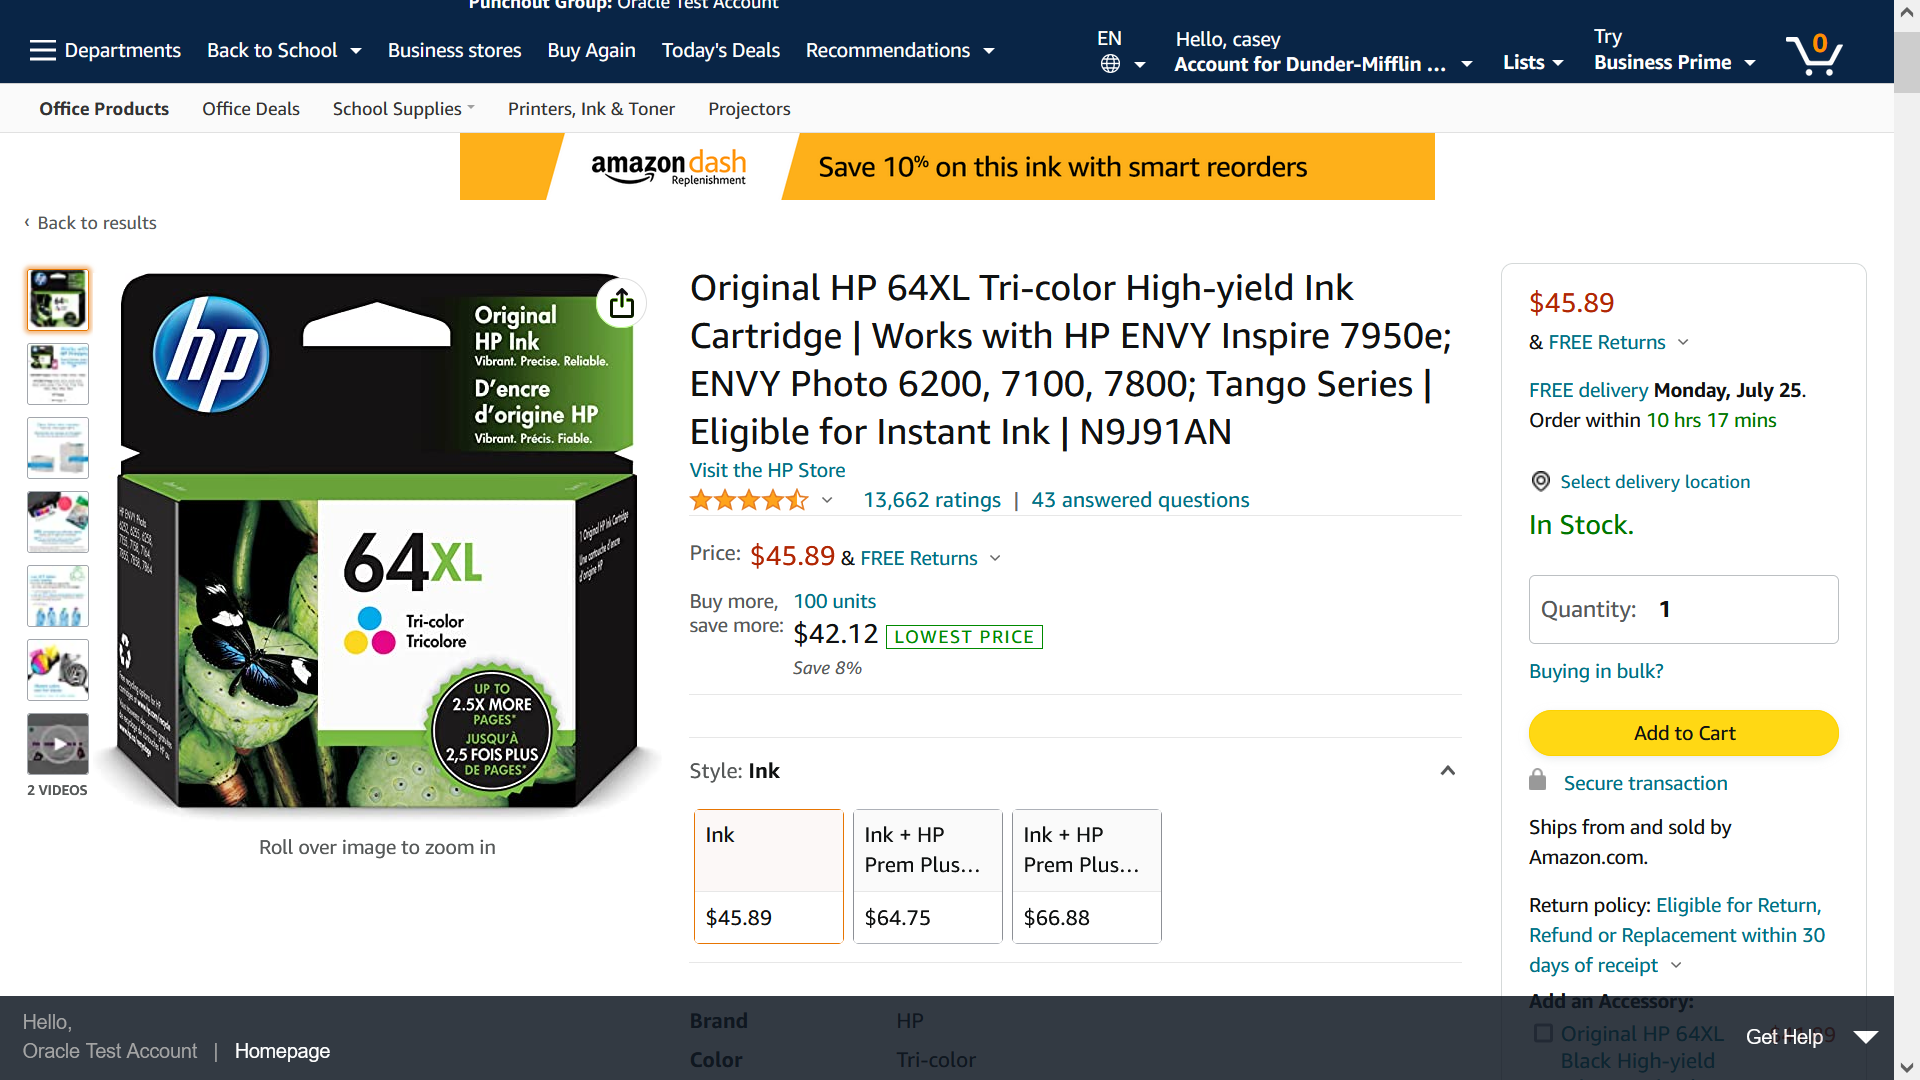 Punchout Group: Oracle Test Account
Departments
Back to School
Business stores
Buy Again
Today's Deals
Recommendations
EN
Hello, casey
Account for Dunder-Mifflin ...
Lists
Try
Business Prime
0
Office Products
Office Deals
School Supplies
Printers, Ink & Toner
Projectors
amazon dash
Replenishment
Save 10% on this ink with smart reorders
‹ Back to results
2 VIDEOS
hp
Original
HP Ink
Vibrant. Precise. Reliable.
D'encre
d'origine HP
Vibrant. Précis. Fiable.
64XL
Tri-color
Tricolore
UP TO
2.5X MORE
PAGES*
JUSQU'À
2,5 FOIS PLUS
DE PAGES*
Roll over image to zoom in
Original HP 64XL Tri-color High-yield Ink
Cartridge | Works with HP ENVY Inspire 7950e;
ENVY Photo 6200, 7100, 7800; Tango Series |
Eligible for Instant Ink | N9J91AN
Visit the HP Store
13,662 ratings | 43 answered questions
Price: $45.89 & FREE Returns
Buy more,
save more:
100 units
$42.12 LOWEST PRICE
Save 8%
Style: Ink
Ink
$45.89
Ink + HP
Prem Plus...
$64.75
Ink + HP
Prem Plus...
$66.88
Brand HP
Color Tri-color
$45.89
& FREE Returns
FREE delivery Monday, July 25.
Order within 10 hrs 17 mins
Select delivery location
In Stock.
Quantity: 1
Buying in bulk?
Add to Cart
Secure transaction
Ships from and sold by
Amazon.com.
Return policy: Eligible for Return,
Refund or Replacement within 30
days of receipt
Add an Accessory:
Original HP 64XL
Black High-yield
Hello,
Oracle Test Account | Homepage
Get Help